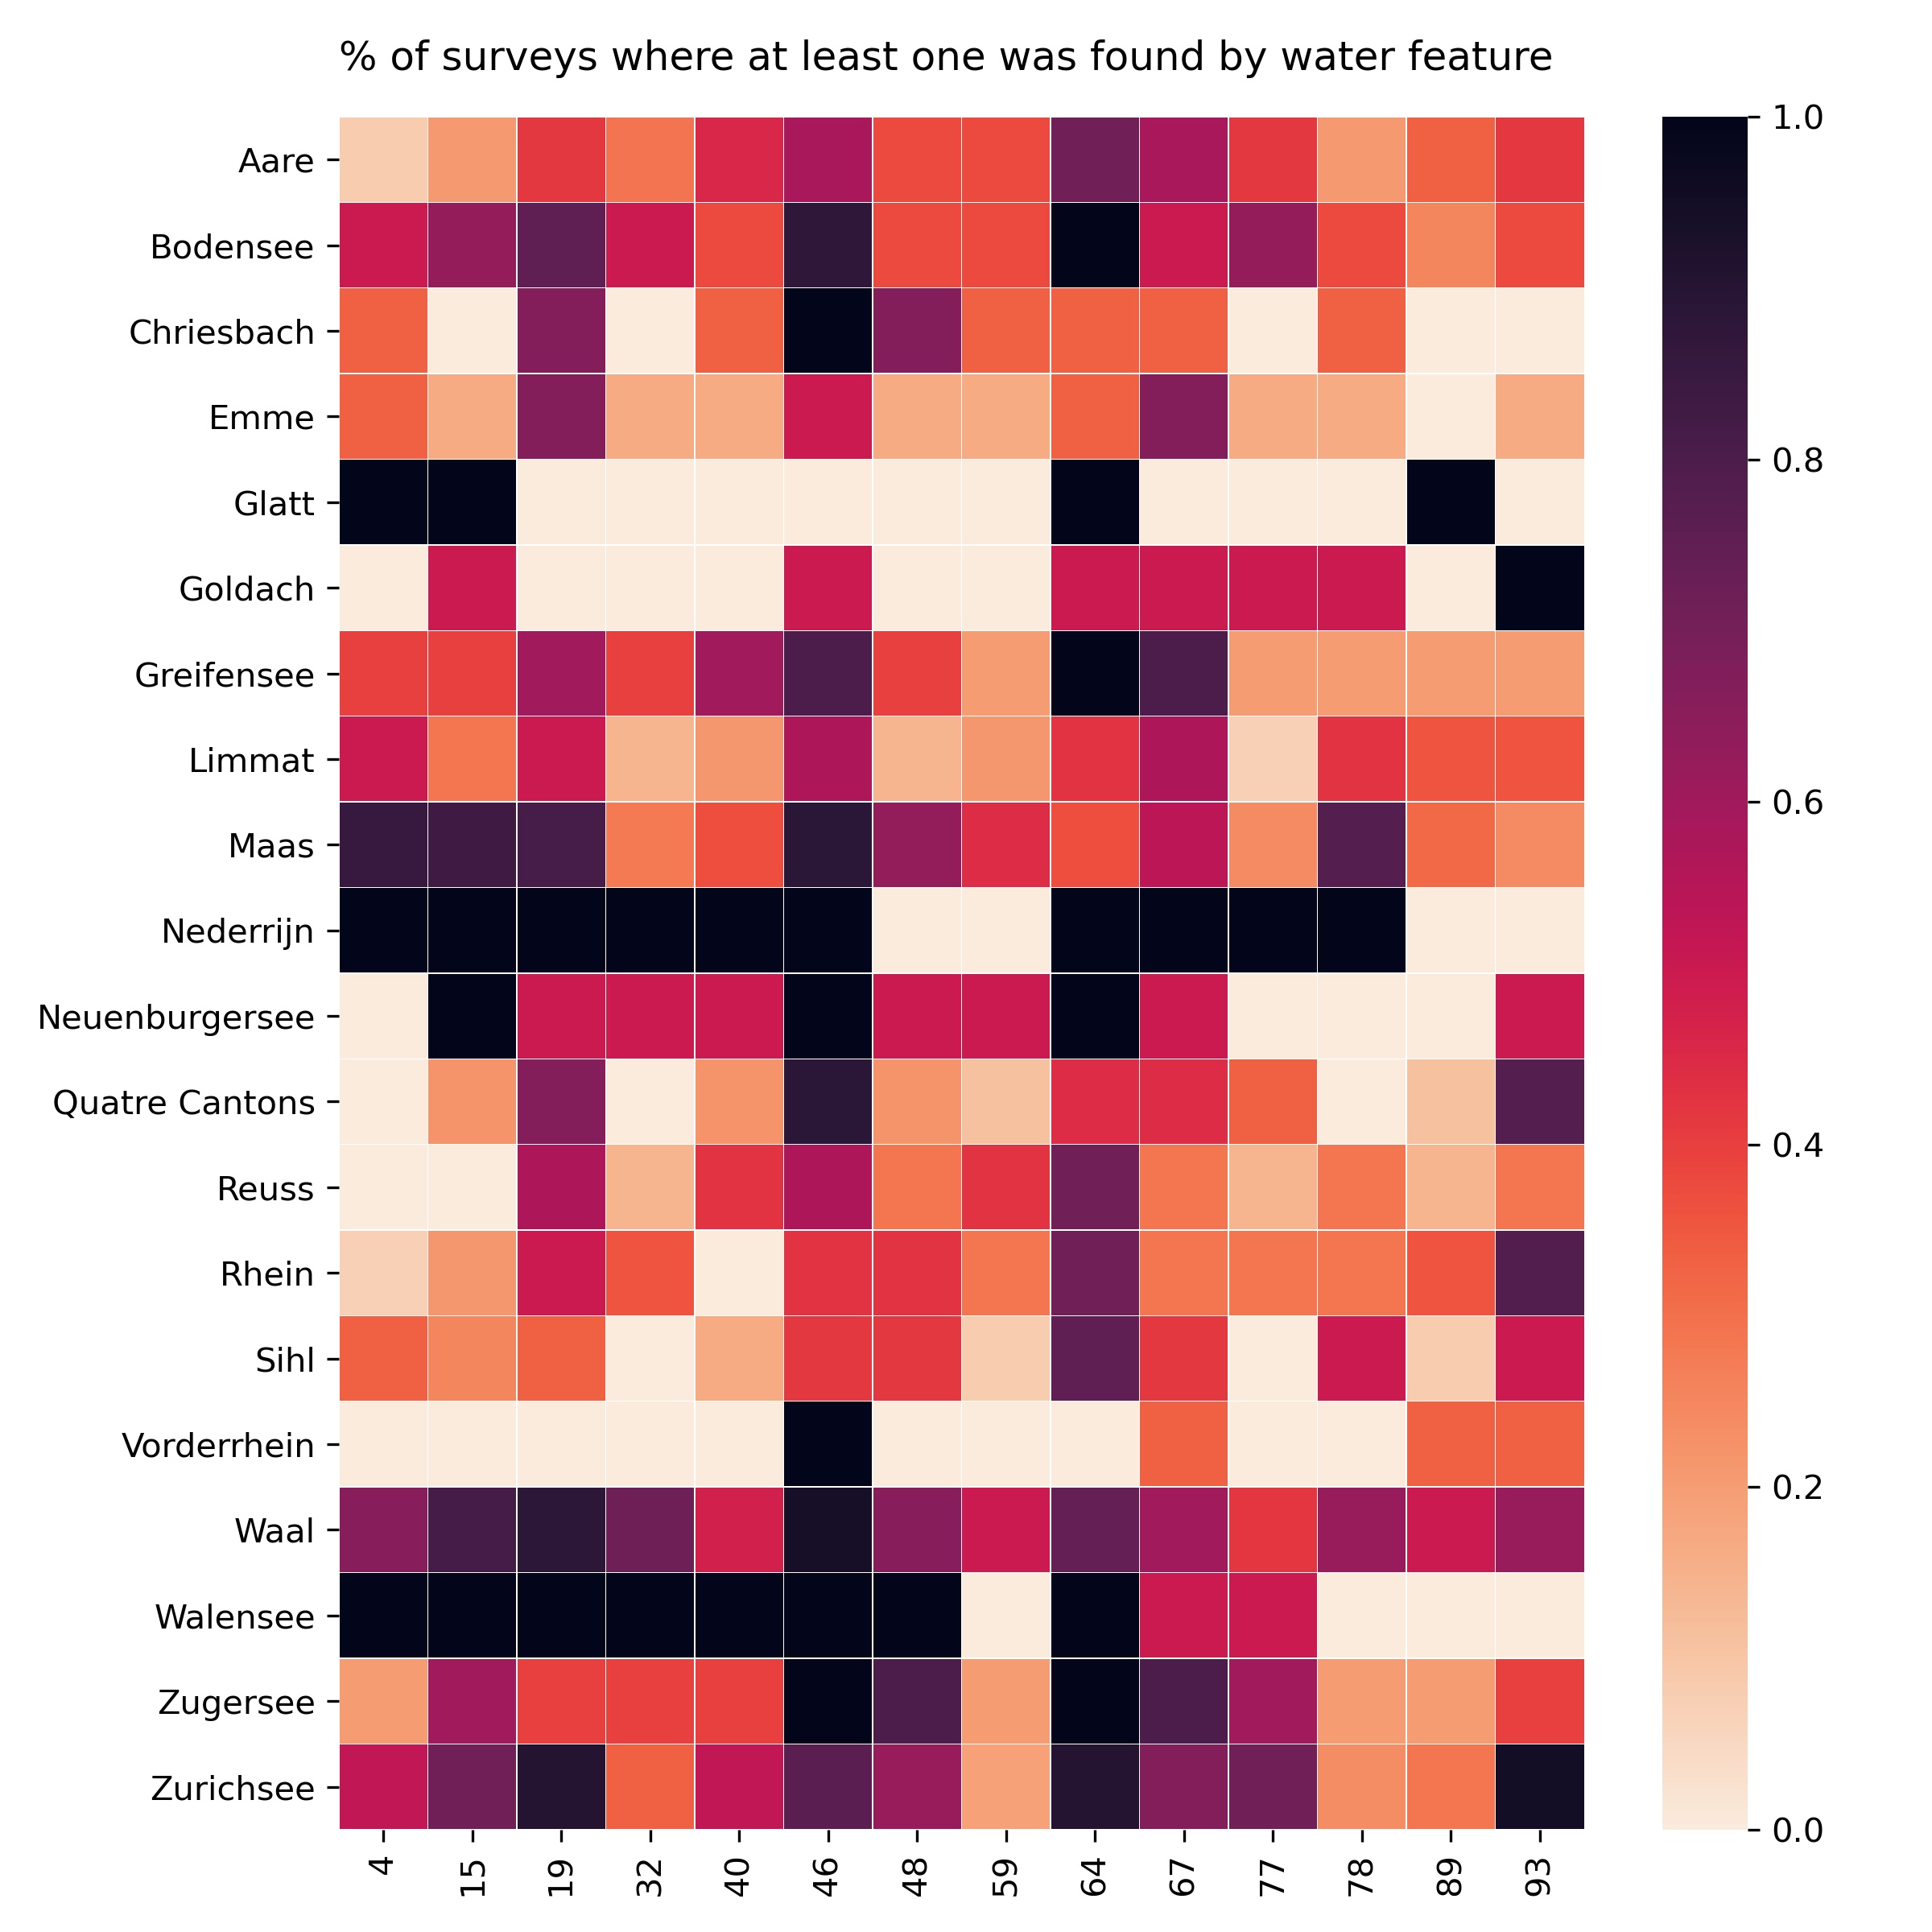 % of surveys where at least one was found by water feature
Aare
Bodensee
Chriesbach
Emme
Glatt
Goldach
Greifensee
Limmat
Maas
Nederrijn
Neuenburgersee
Quatre Cantons
Reuss
Rhein
Sihl
Vorderrhein
Waal
Walensee
Zugersee
Zurichsee
4 15 19 32 40 46 48 59 64 67 77 78 89 93
1.0
0.8
0.6
0.4
0.2
0.0